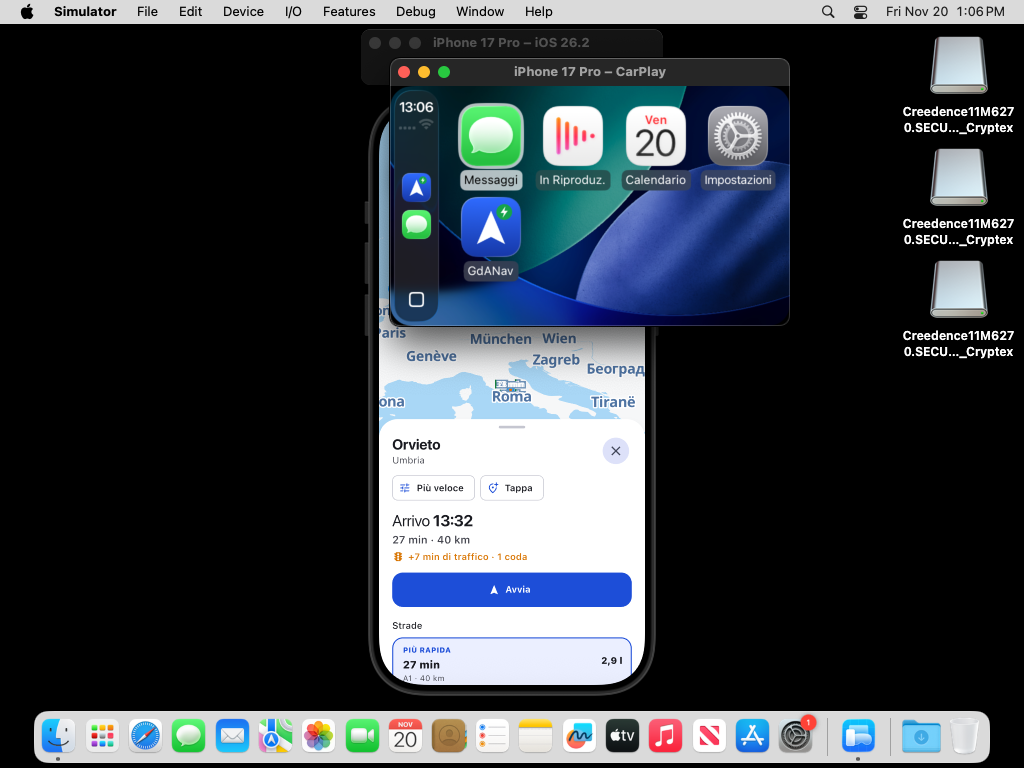 Simulator File Edit Device I/O Features Debug Window Help
Fri Nov 20 1:06 PM
iPhone 17 Pro – iOS 26.2
iPhone 17 Pro – CarPlay
13:06
Messaggi
In Riproduz.
Ven
20
Calendario
Impostazioni
GdANav
Paris
München
Wien
Genève
Zagreb
Београд
Roma
Tiranë
Orvieto
Umbria
Più veloce
Tappa
Arrivo 13:32
27 min · 40 km
+7 min di traffico · 1 coda
Avvia
Strade
PIÙ RAPIDA
27 min
2,9 l
A1 · 40 km
Creedence11M627
0.SECU..._Cryptex
Creedence11M627
0.SECU..._Cryptex
Creedence11M627
0.SECU..._Cryptex
NOV
20
tv
1